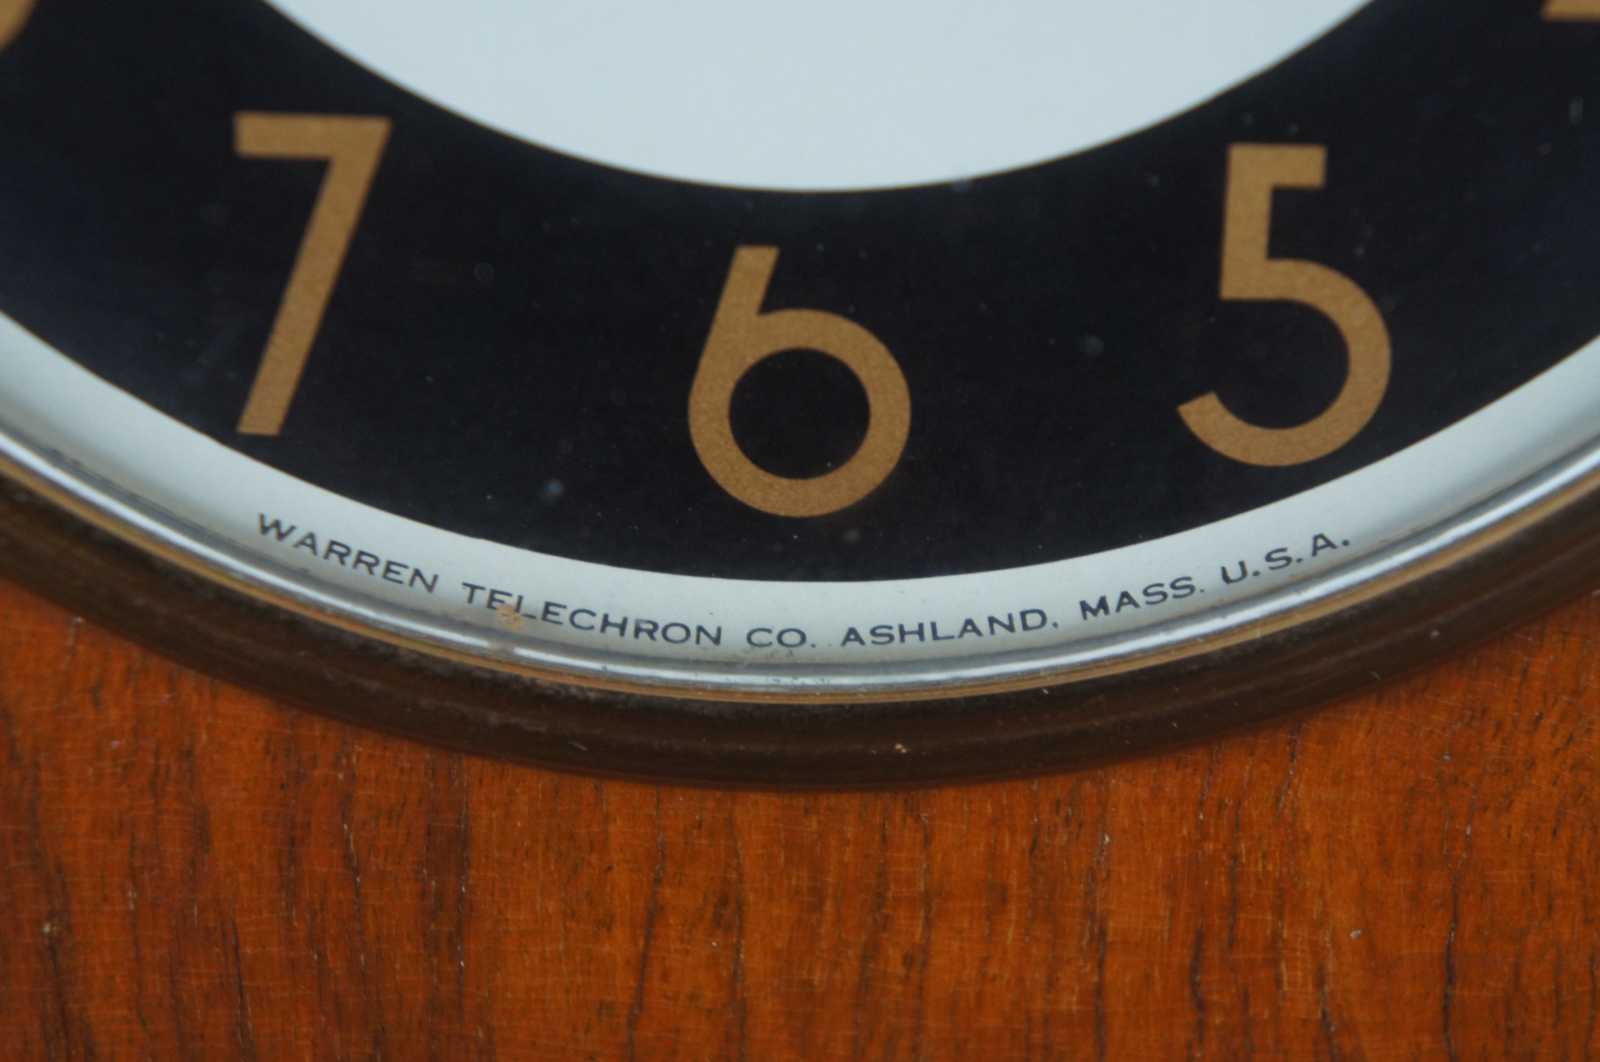 7 6 5
WARREN TELECHRON CO. ASHLAND, MASS. U.S.A.